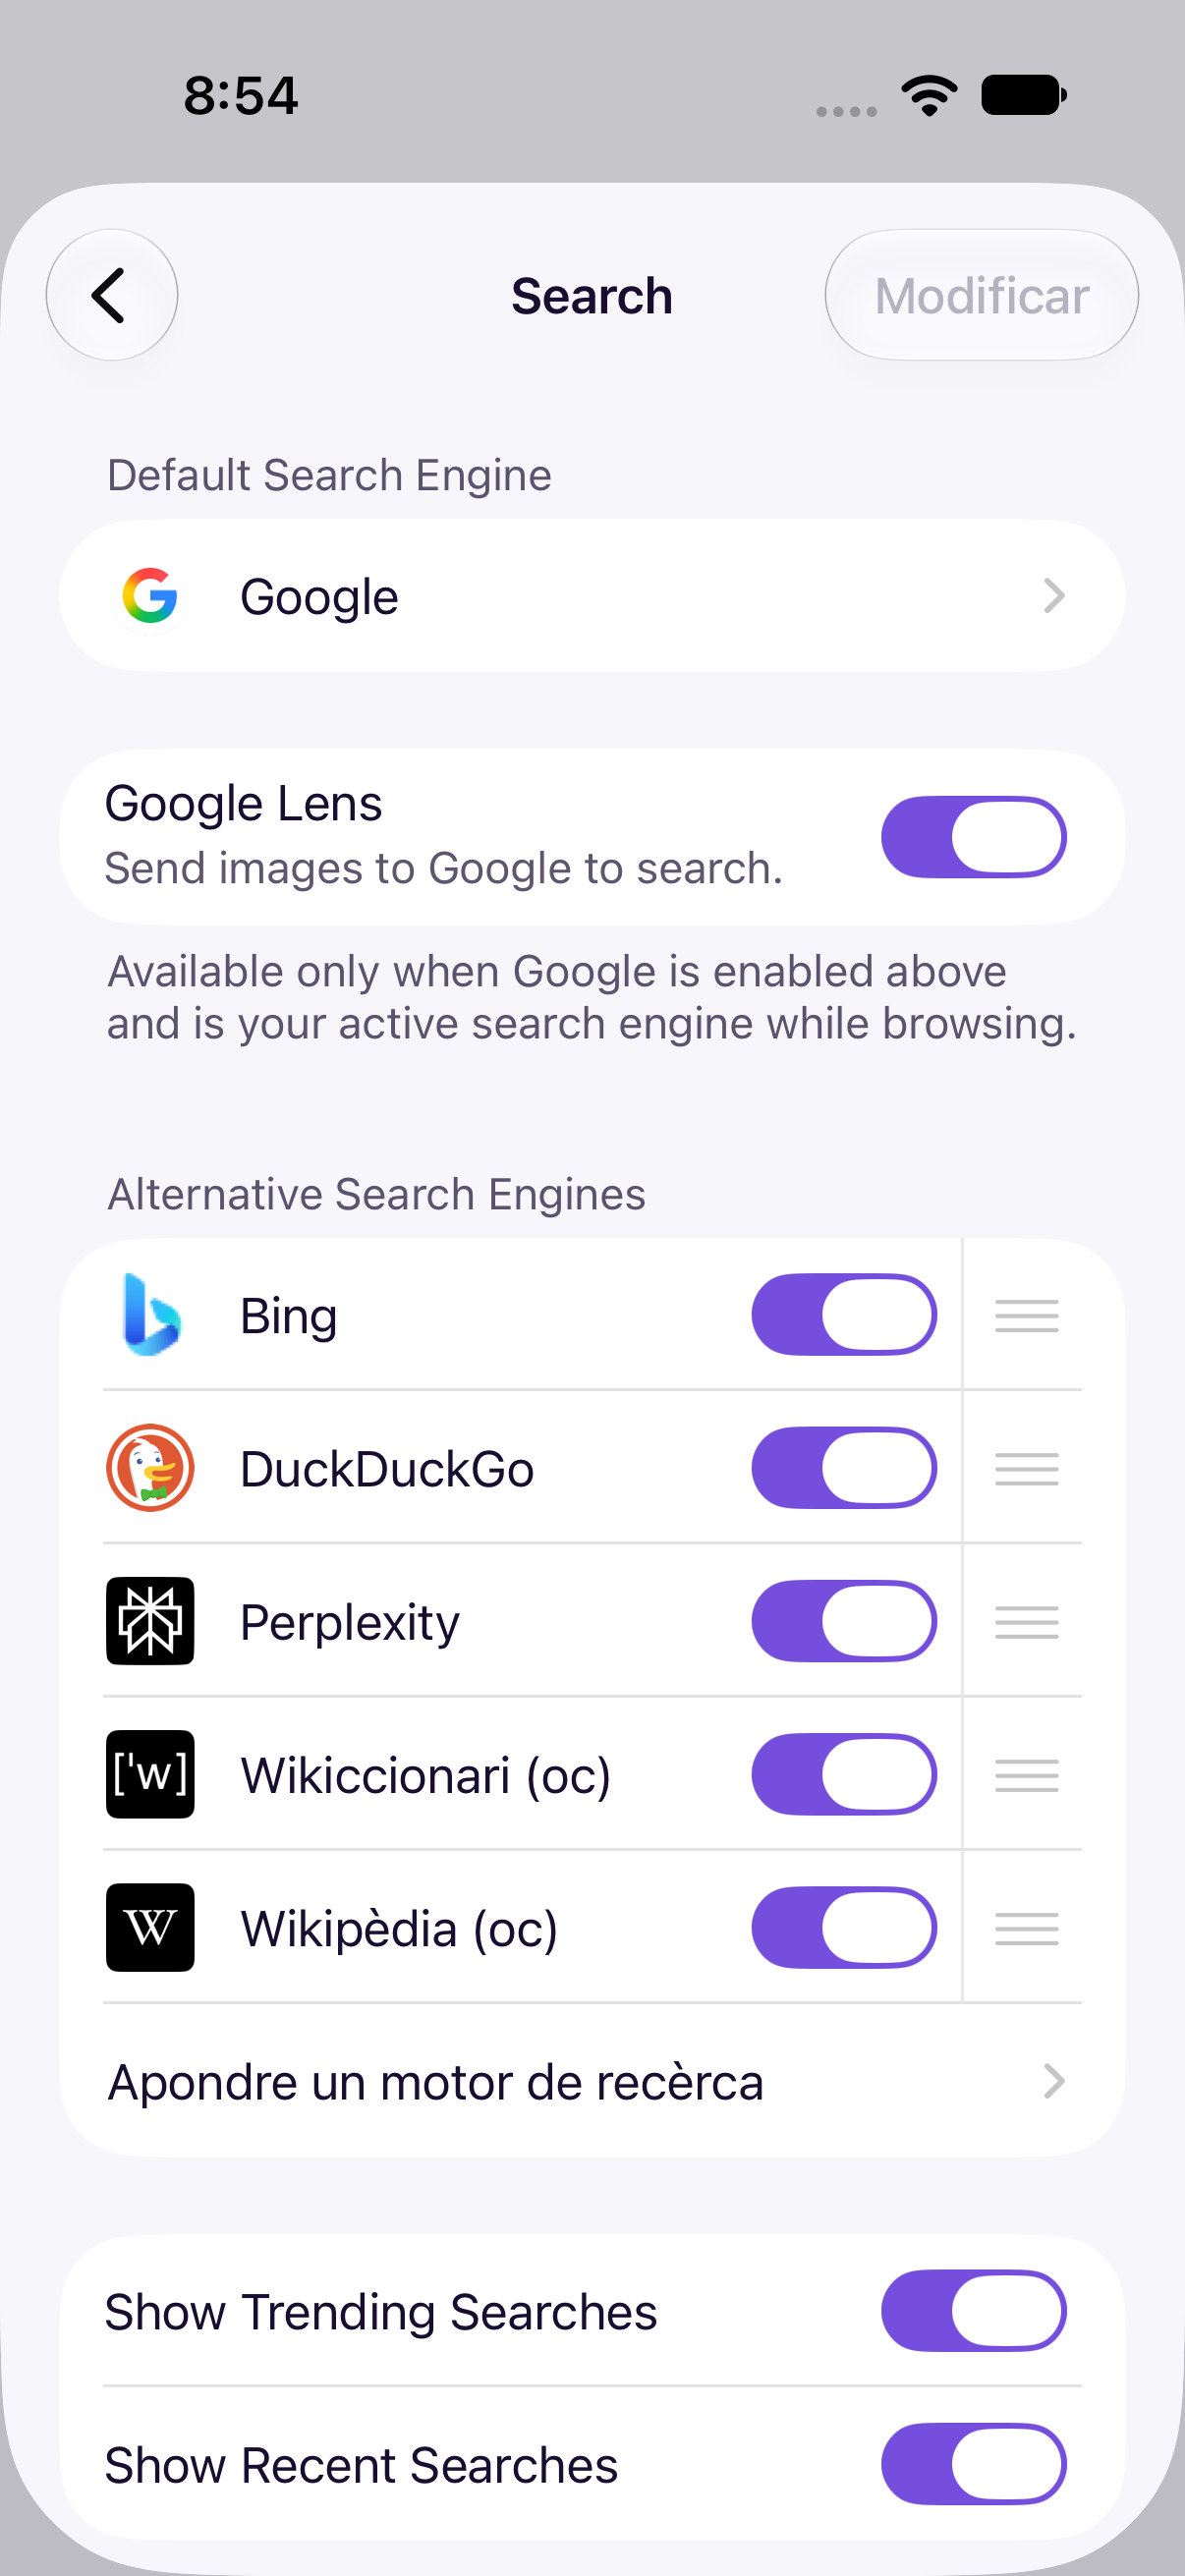 8:54
Search
Modificar
Default Search Engine
Google
Google Lens
Send images to Google to search.
Available only when Google is enabled above
and is your active search engine while browsing.
Alternative Search Engines
Bing
DuckDuckGo
Perplexity
['w]
Wikiccionari (oc)
W
Wikipèdia (oc)
Apondre un motor de recèrca
Show Trending Searches
Show Recent Searches